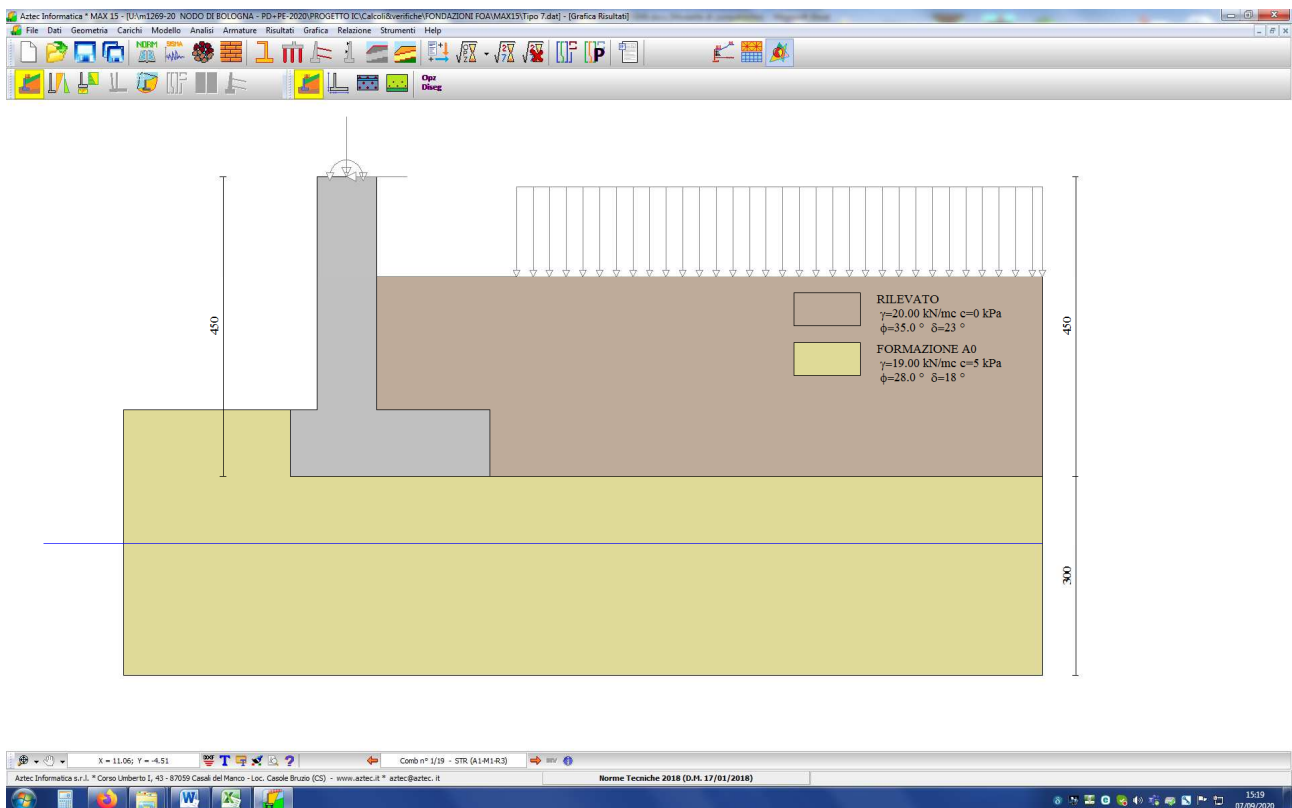 Aztec Informatica * MAX 15 - [U:\m1269-20 NODO DI BOLOGNA - PD+PE-2020\PROGETTO IC\Calcoli&verifiche\FONDAZIONI FOA\MAX15\Tipo 7.dat] - [Grafica Risultati]
File Dati Geometria Carichi Modello Analisi Armature Risultati Grafica Relazione Strumenti Help
NORM
Opz
Diseg
450
450
300
RILEVATO
γ=20.00 kN/mc c=0 kPa
ϕ=35.0 ° δ=23 °
FORMAZIONE A0
γ=19.00 kN/mc c=5 kPa
ϕ=28.0 ° δ=18 °
X = 11.06; Y = -4.51
Comb n° 1/19 - STR (A1-M1-R3)
INV
Aztec Informatica s.r.l. * Corso Umberto I, 43 - 87059 Casali del Manco - Loc. Casole Bruzio (CS) - www.aztec.it * aztec@aztec. it
Norme Tecniche 2018 (D.M. 17/01/2018)
15:19
07/09/2020